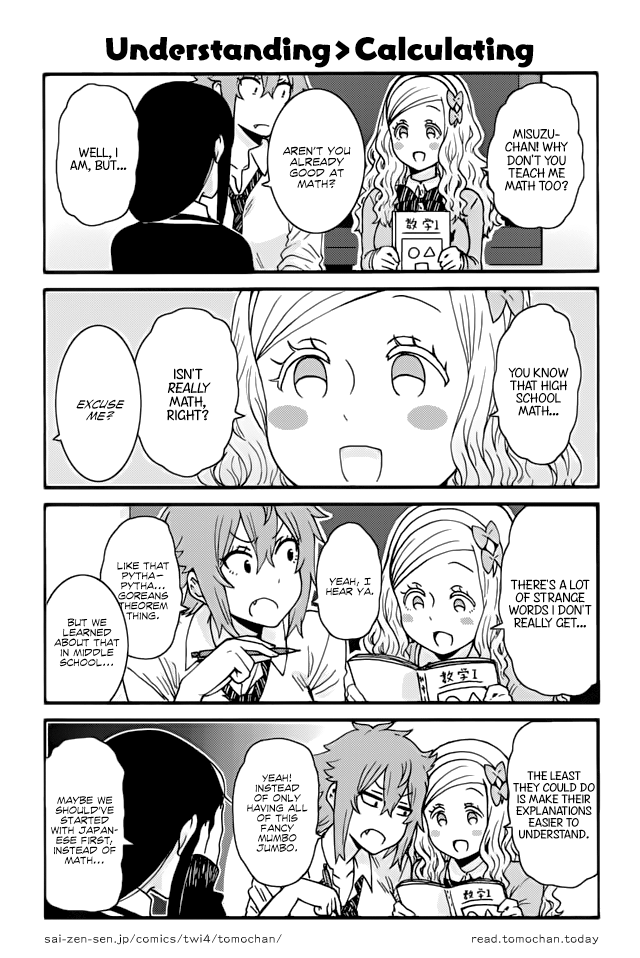 Understanding > Calculating
MISUZU-
CHAN! WHY
DON'T YOU
TEACH ME
MATH TOO?
AREN'T YOU
ALREADY
GOOD AT
MATH?
WELL, I
AM, BUT...
数学1
YOU KNOW
THAT HIGH
SCHOOL
MATH...
ISN'T
REALLY
MATH,
RIGHT?
EXCUSE
ME?
THERE'S A LOT
OF STRANGE
WORDS I DON'T
REALLY GET...
YEAH, I
HEAR YA.
LIKE THAT
PYTHA-
PYTHA...
GOREANS
THEOREM
THING.
BUT WE
LEARNED
ABOUT THAT
IN MIDDLE
SCHOOL...
数学I
THE LEAST
THEY COULD DO
IS MAKE THEIR
EXPLANATIONS
EASIER TO
UNDERSTAND.
YEAH!
INSTEAD
OF ONLY
HAVING ALL
OF THIS
FANCY
MUMBO
JUMBO.
MAYBE WE
SHOULD'VE
STARTED
WITH JAPAN-
ESE FIRST,
INSTEAD OF
MATH...
数学I
sai-zen-sen.jp/comics/twi4/tomochan/
read.tomochan.today